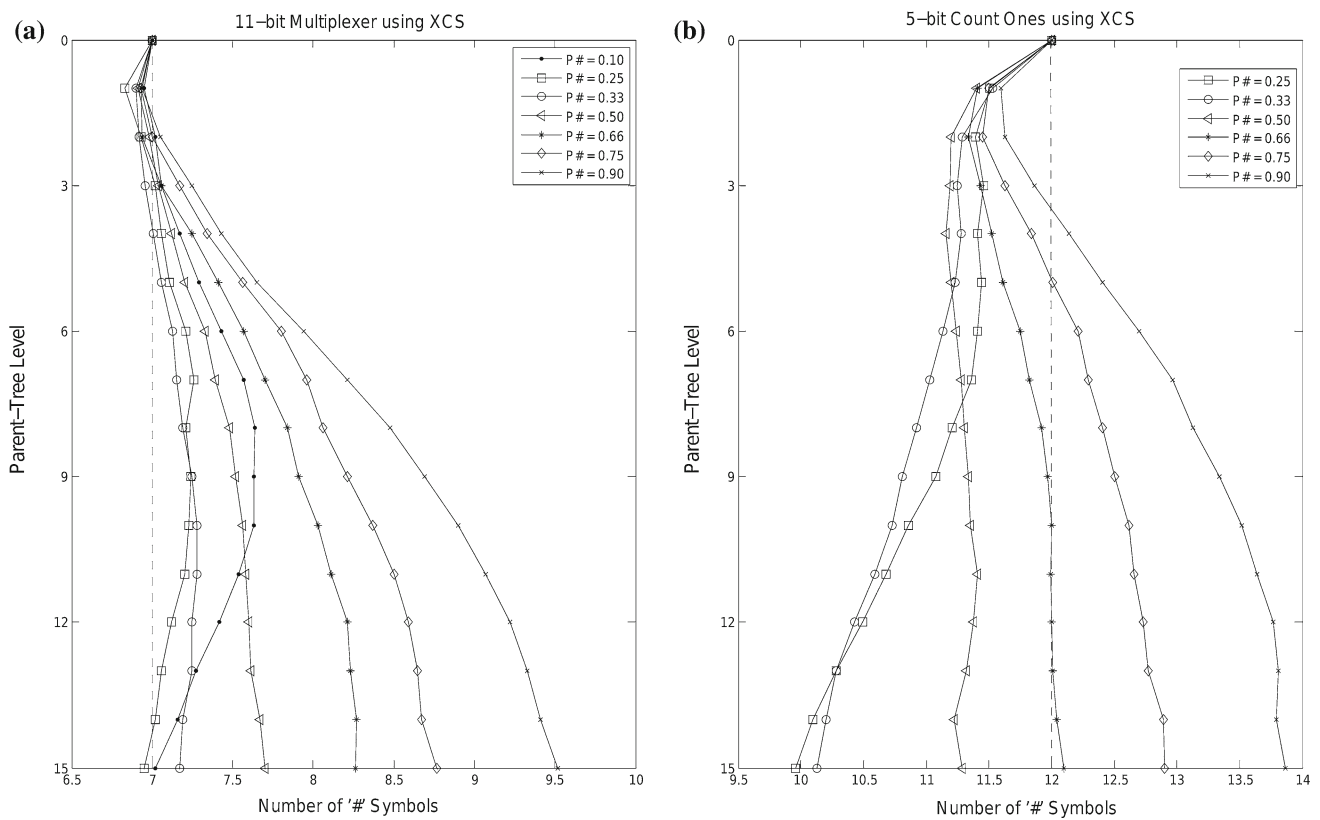 (a)
11−bit Multiplexer using XCS
P#=0.10
P#=0.25
P#=0.33
P#=0.50
P#=0.66
P#=0.75
P#=0.90
0
3
6
9
12
15
6.5 7 7.5 8 8.5 9 9.5 10
Parent−Tree Level
Number of '#' Symbols
(b)
5−bit Count Ones using XCS
P#=0.25
P#=0.33
P#=0.50
P#=0.66
P#=0.75
P#=0.90
0
3
6
9
12
15
9.5 10 10.5 11 11.5 12 12.5 13 13.5 14
Parent−Tree Level
Number of '#' Symbols